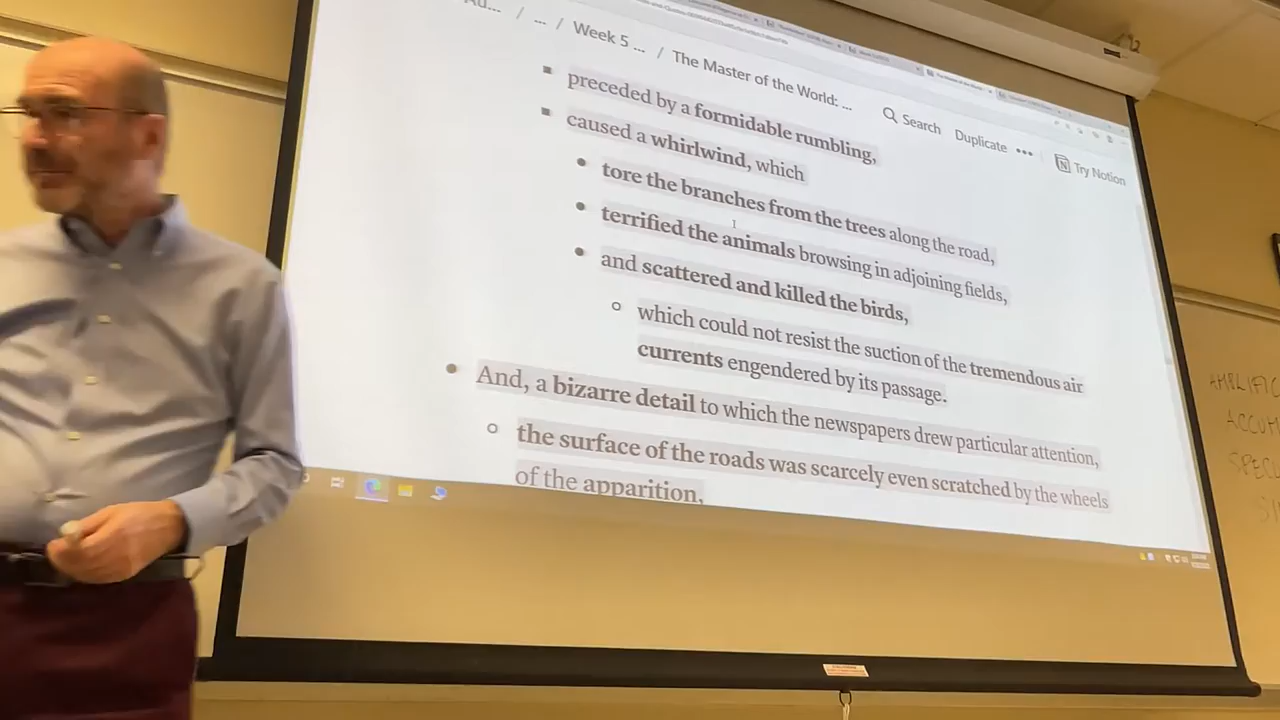 / ... / Week 5 ... / The Master of the World: ...
Search Duplicate ••• Try Notion
preceded by a formidable rumbling,
caused a whirlwind, which
tore the branches from the trees along the road,
terrified the animals browsing in adjoining fields,
and scattered and killed the birds,
which could not resist the suction of the tremendous air
currents engendered by its passage.
And, a bizarre detail to which the newspapers drew particular attention,
the surface of the roads was scarcely even scratched by the wheels
of the apparition,